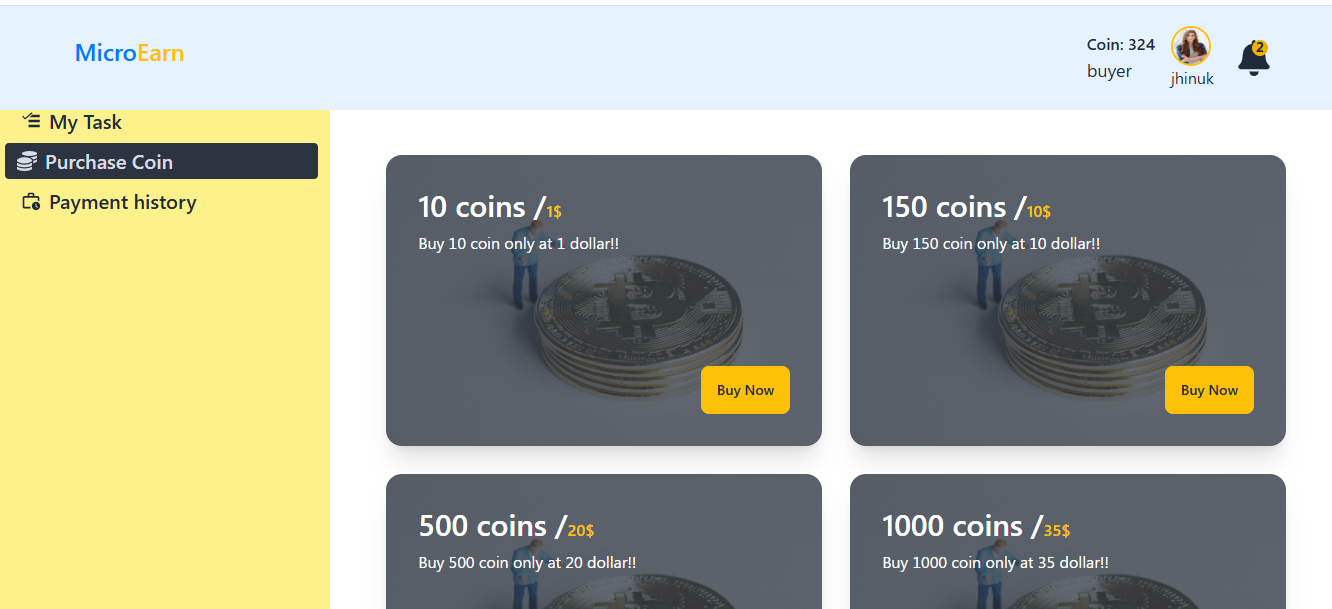 MicroEarn
Coin: 324
buyer
jhinuk
2
My Task
Purchase Coin
Payment history
10 coins /1$
Buy 10 coin only at 1 dollar!!
Buy Now
150 coins /10$
Buy 150 coin only at 10 dollar!!
Buy Now
500 coins /20$
Buy 500 coin only at 20 dollar!!
1000 coins /35$
Buy 1000 coin only at 35 dollar!!